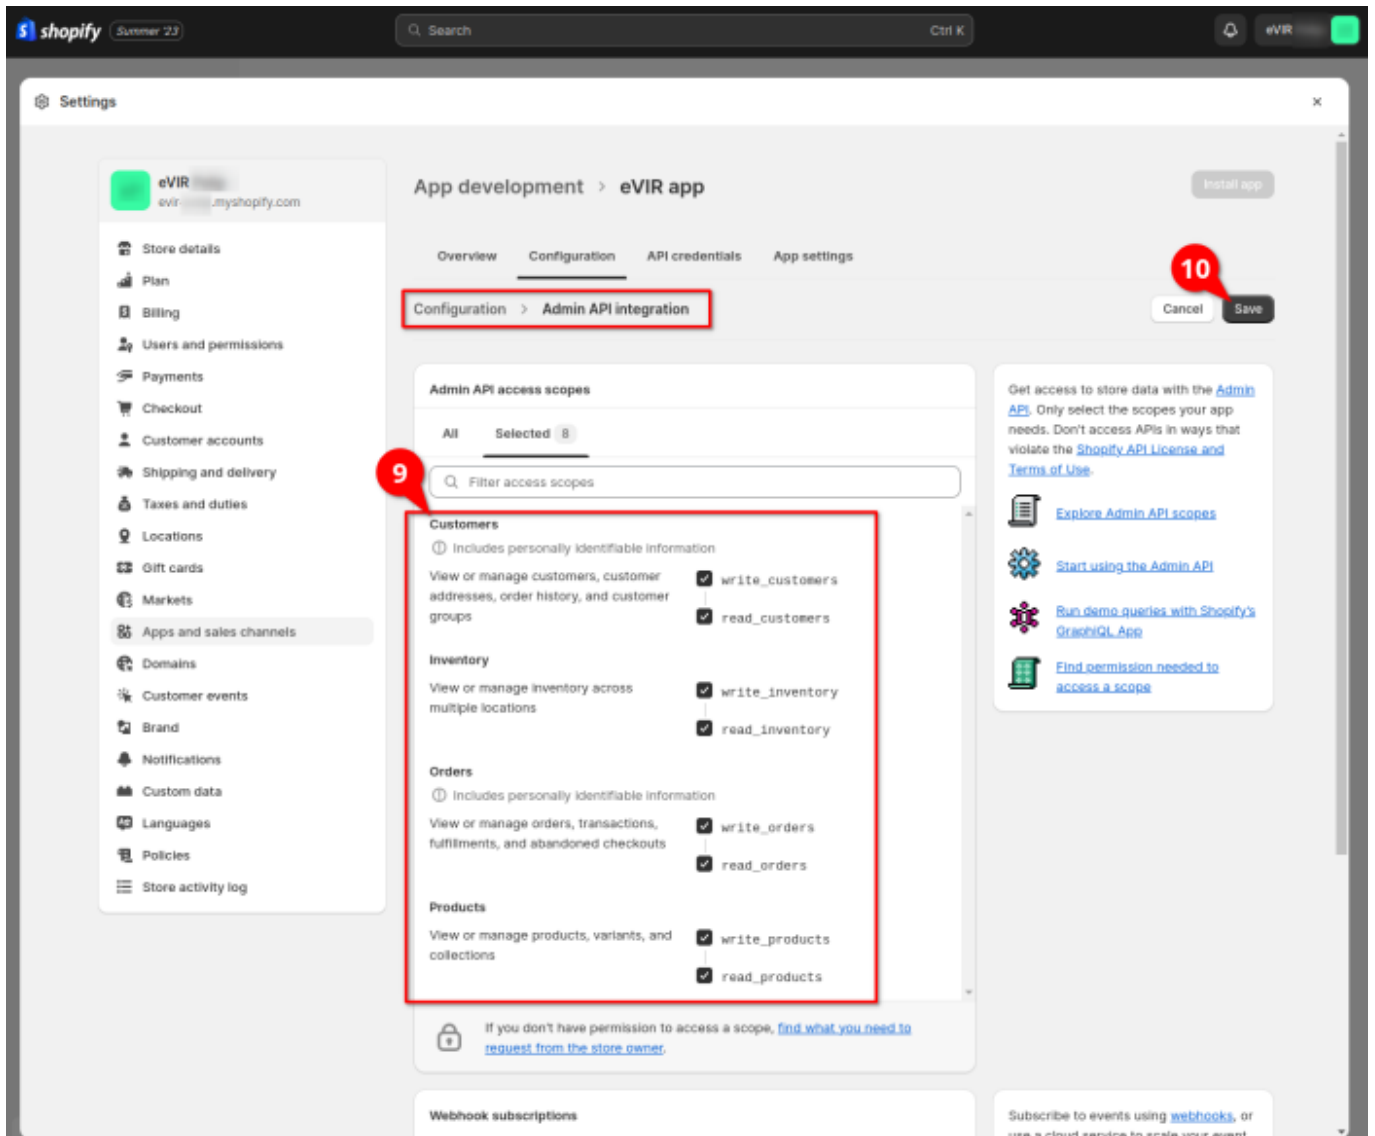 shopify Summer '23 Search Ctrl K eVIR
Settings
eVIR
evir- .myshopify.com
App development > eVIR app
Install app
Store details
Plan
Billing
Users and permissions
Payments
Checkout
Customer accounts
Shipping and delivery
Taxes and duties
Locations
Gift cards
Markets
Apps and sales channels
Domains
Customer events
Brand
Notifications
Custom data
Languages
Policies
Store activity log
Overview Configuration API credentials App settings
10
Configuration > Admin API integration
Cancel Save
Admin API access scopes
All Selected 8
9
Filter access scopes
Customers
Includes personally identifiable information
View or manage customers, customer
addresses, order history, and customer
groups
write_customers
read_customers
Inventory
View or manage inventory across
multiple locations
write_inventory
read_inventory
Orders
Includes personally identifiable information
View or manage orders, transactions,
fulfillments, and abandoned checkouts
write_orders
read_orders
Products
View or manage products, variants, and
collections
write_products
read_products
If you don't have permission to access a scope, find what you need to
request from the store owner.
Webhook subscriptions
Get access to store data with the Admin
API. Only select the scopes your app
needs. Don't access APIs in ways that
violate the Shopify API License and
Terms of Use.
Explore Admin API scopes
Start using the Admin API
Run demo queries with Shopify's
GraphiQL App
Find permission needed to
access a scope
Subscribe to events using webhooks, or
use a cloud service to scale your event